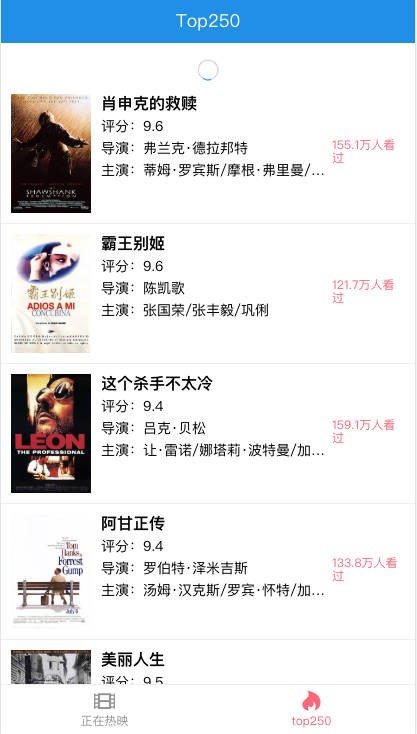 Top250
肖申克的救赎
评分：9.6
导演：弗兰克·德拉邦特
主演：蒂姆·罗宾斯/摩根·弗里曼/...
155.1万人看
过
SHAWSHANK
REDEMPTION
霸王别姬
评分：9.6
导演：陈凯歌
主演：张国荣/张丰毅/巩俐
121.7万人看
过
霸王别姬
ADIOS A MI
CONCUBINA
这个杀手不太冷
评分：9.4
导演：吕克·贝松
主演：让·雷诺/娜塔莉·波特曼/加...
159.1万人看
过
LEON
THE PROFESSIONAL
阿甘正传
评分：9.4
导演：罗伯特·泽米吉斯
主演：汤姆·汉克斯/罗宾·怀特/加...
133.8万人看
过
Tom
Hanks
Forrest
Gump
July 6
美丽人生
评分：9.5
正在热映
top250